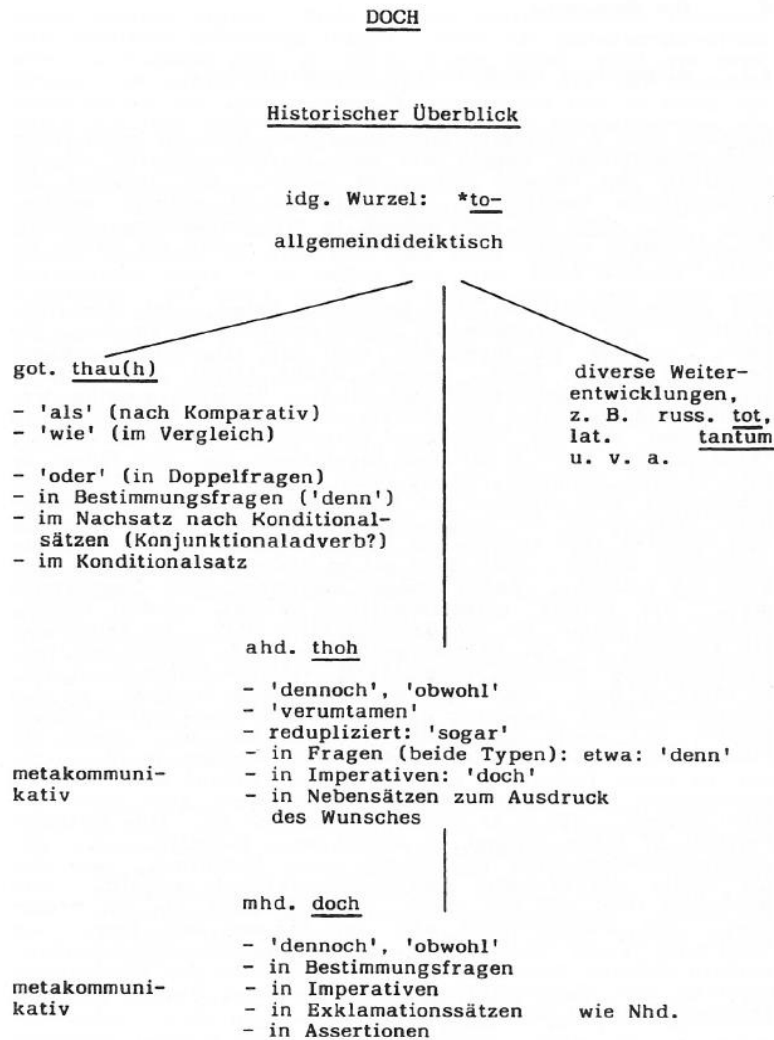 DOCH
Historischer Überblick
idg. Wurzel: *to-
allgemeindideiktisch
got. thau(h)
- 'als' (nach Komparativ)
- 'wie' (im Vergleich)
- 'oder' (in Doppelfragen)
- in Bestimmungsfragen ('denn')
- im Nachsatz nach Konditional-
sätzen (Konjunktionaladverb?)
- im Konditionalsatz
diverse Weiter-
entwicklungen,
z. B. russ. tot,
lat. tantum
u. v. a.
ahd. thoh
- 'dennoch', 'obwohl'
- 'verumtamen'
- redupliziert: 'sogar'
- in Fragen (beide Typen): etwa: 'denn'
metakommuni- - in Imperativen: 'doch'
kativ - in Nebensätzen zum Ausdruck
des Wunsches
mhd. doch
- 'dennoch', 'obwohl'
- in Bestimmungsfragen
metakommuni- - in Imperativen
kativ - in Exklamationssätzen wie Nhd.
- in Assertionen